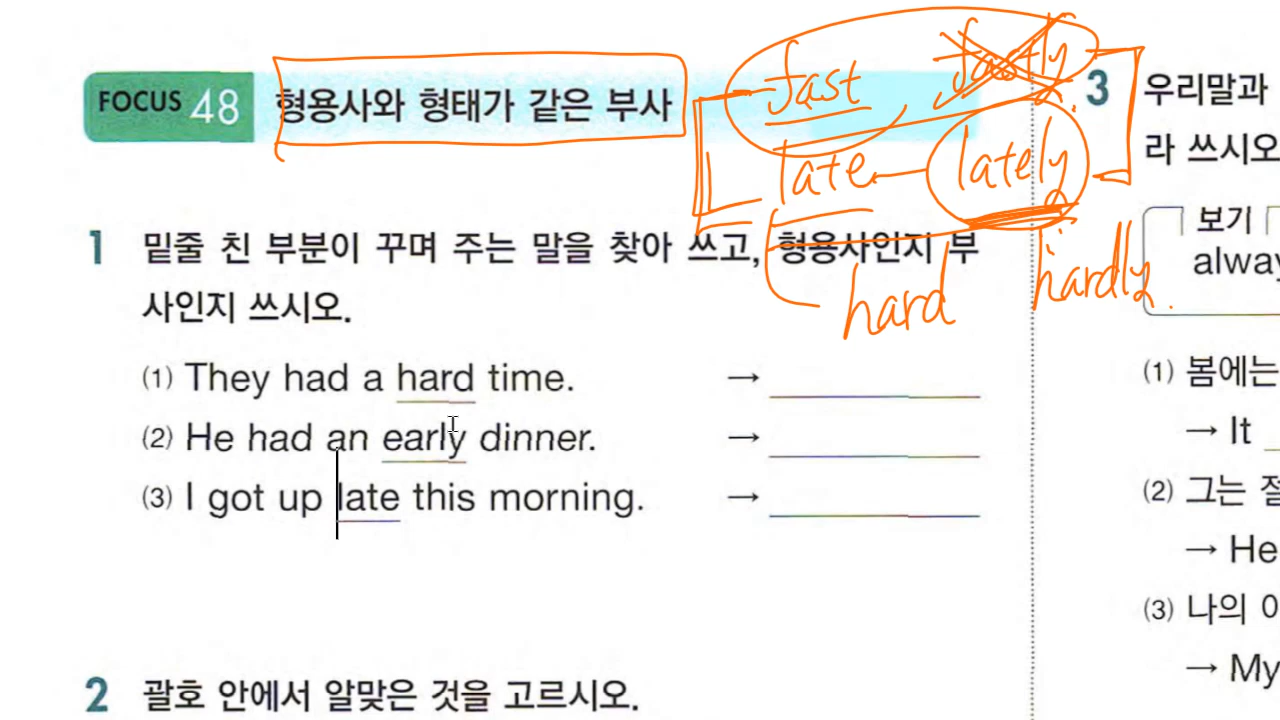 FOCUS 48 형용사와 형태가 같은 부사
fast fastly
late lately
hard hardly.
1 밑줄 친 부분이 꾸며 주는 말을 찾아 쓰고, 형용사인지 부
사인지 쓰시오.
(1) They had a hard time. →
(2) He had an early dinner. →
(3) I got up late this morning. →
2 괄호 안에서 알맞은 것을 고르시오.
3 우리말과
라 쓰시오
보기
(1) 봄에는
→ It
(2) 그는
→ He
(3) 나의
→ My